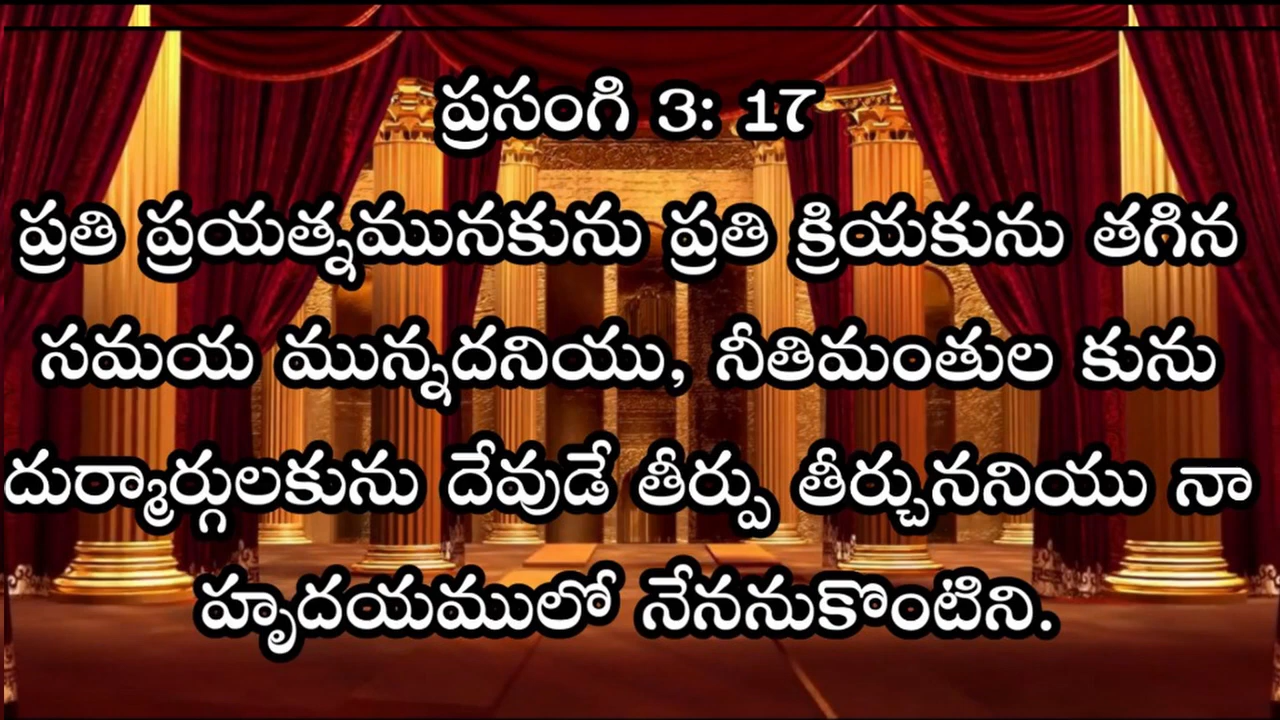 ప్రసంగి 3: 17
ప్రతి ప్రయత్నమునకును ప్రతి క్రియకును తగిన
సమయ మున్నదనియు, నీతిమంతుల కును
దుర్మార్గులకును దేవుడే తీర్పు తీర్చుననియు నా
హృదయములో నేననుకొంటిని.